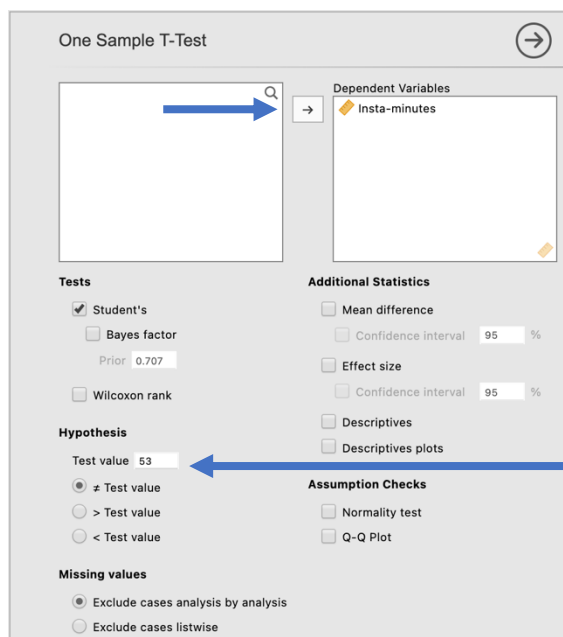 One Sample T-Test
Dependent Variables
Insta-minutes
Tests
Student's
Bayes factor
Prior 0.707
Wilcoxon rank
Hypothesis
Test value 53
≠ Test value
> Test value
< Test value
Missing values
Exclude cases analysis by analysis
Exclude cases listwise
Additional Statistics
Mean difference
Confidence interval 95 %
Effect size
Confidence interval 95 %
Descriptives
Descriptives plots
Assumption Checks
Normality test
Q-Q Plot